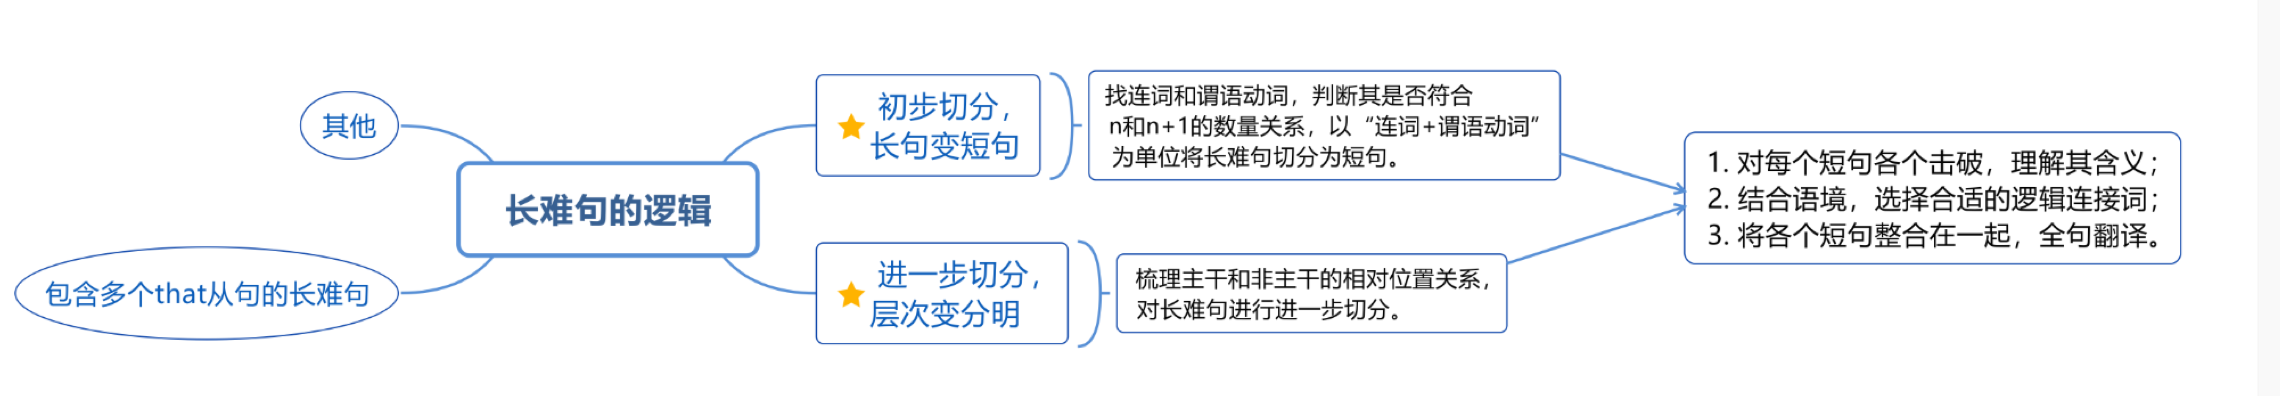 其他
包含多个that从句的长难句
长难句的逻辑
初步切分，
长句变短句
找连词和谓语动词，判断其是否符合
n和n+1的数量关系，以“连词+谓语动词”
为单位将长难句切分为短句。
进一步切分，
层次变分明
梳理主干和非主干的相对位置关系，
对长难句进行进一步切分。
1. 对每个短句各个击破，理解其含义；
2. 结合语境，选择合适的逻辑连接词；
3. 将各个短句整合在一起，全句翻译。